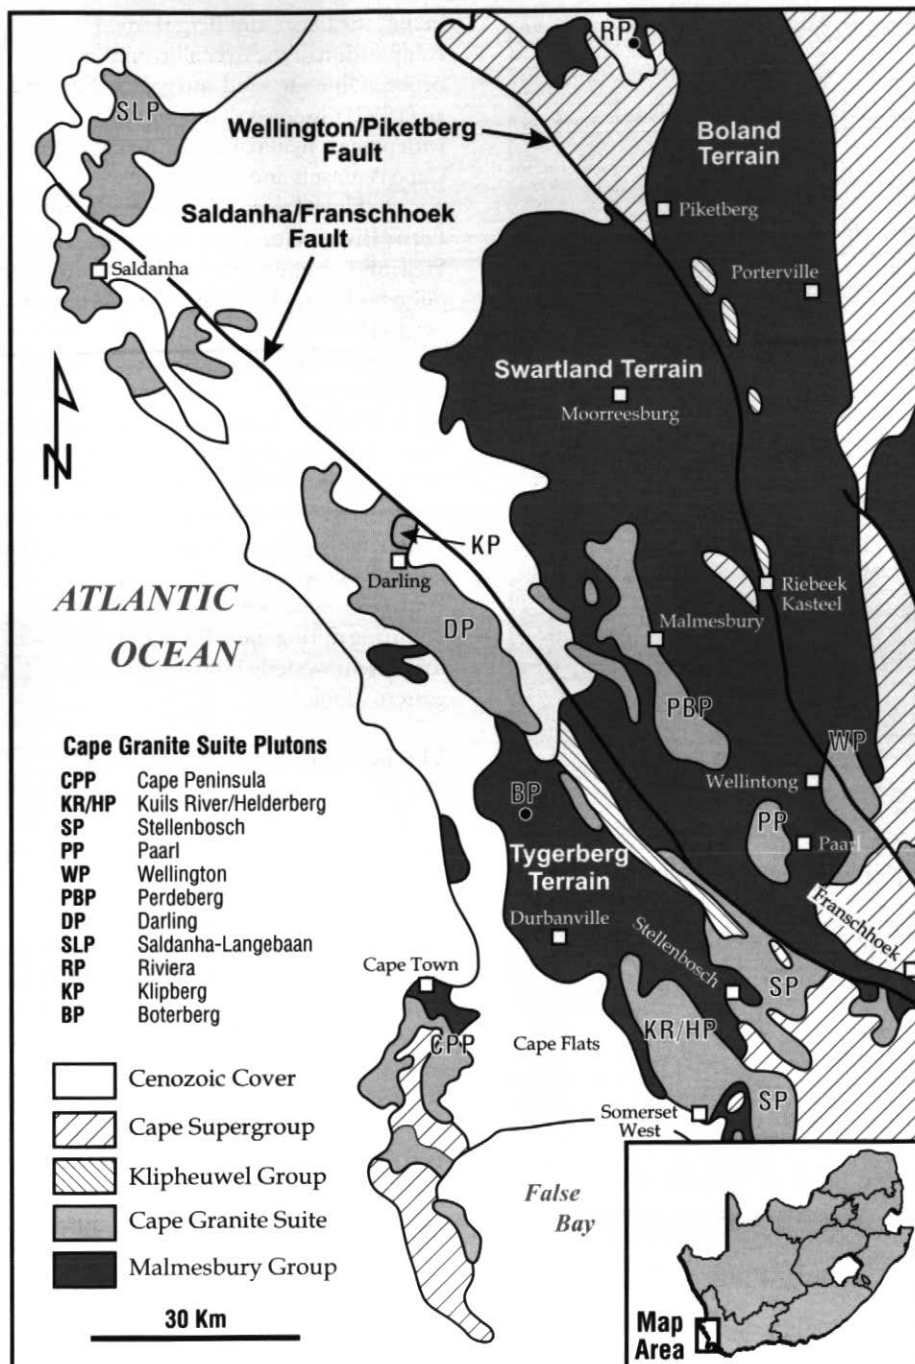 RP
SLP
Wellington/Piketberg
Fault
Boland
Terrain
Saldanha/Franschhoek
Fault
Piketberg
Saldanha
Porterville
Swartland Terrain
Moorreesburg
N
KP
Darling
Riebeek
Kasteel
ATLANTIC
OCEAN
DP
Malmesbury
PBP
WP
Cape Granite Suite Plutons
CPP Cape Peninsula
KR/HP Kuils River/Helderberg
SP Stellenbosch
PP Paarl
WP Wellington
PBP Perdeberg
DP Darling
SLP Saldanha-Langebaan
RP Riviera
KP Klipberg
BP Boterberg
Wellintong
BP
PP
Paarl
Tygerberg
Terrain
Franschhoek
Durbanville
Stellenbosch
Cape Town
SP
KR/HP
CPP
Cape Flats
SP
Somerset
West
False
Bay
Cenozoic Cover
Cape Supergroup
Klipheuwel Group
Cape Granite Suite
Malmesbury Group
30 Km
Map
Area